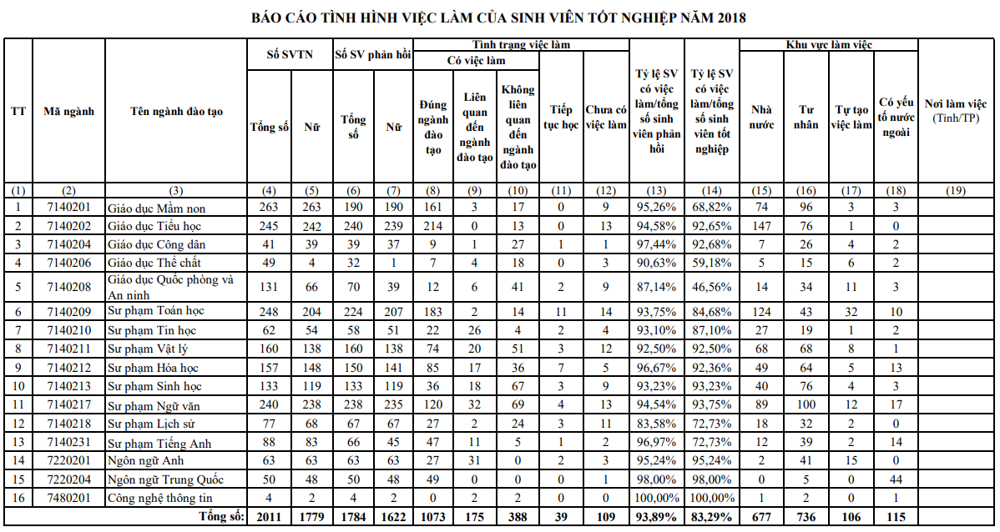 BÁO CÁO TÌNH HÌNH VIỆC LÀM CỦA SINH VIÊN TỐT NGHIỆP NĂM 2018
TT Mã ngành Tên ngành đào tạo Số SVTN Số SV phản hồi Tình trạng việc làm Tỷ lệ SV có việc làm/tổng số sinh viên phản hồi Tỷ lệ SV có việc làm/tổng số sinh viên tốt nghiệp Khu vực làm việc Nơi làm việc (Tỉnh/TP)
Có việc làm Tiếp tục học Chưa có việc làm Nhà nước Tư nhân Tự tạo việc làm Có yếu tố nước ngoài
Tổng số Nữ Tổng số Nữ Đúng ngành đào tạo Liên quan đến ngành đào tạo Không liên quan đến ngành đào tạo
(1) (2) (3) (4) (5) (6) (7) (8) (9) (10) (11) (12) (13) (14) (15) (16) (17) (18) (19)
1 7140201 Giáo dục Mầm non 263 263 190 190 161 3 17 0 9 95,26% 68,82% 74 96 3 3
2 7140202 Giáo dục Tiểu học 245 242 240 239 214 0 13 0 13 94,58% 92,65% 147 76 1 0
3 7140204 Giáo dục Công dân 41 39 39 37 9 1 27 1 1 97,44% 92,68% 7 26 4 2
4 7140206 Giáo dục Thể chất 49 4 32 1 7 4 18 0 3 90,63% 59,18% 5 15 6 2
5 7140208 Giáo dục Quốc phòng và An ninh 131 66 70 39 12 6 41 2 9 87,14% 46,56% 14 34 11 3
6 7140209 Sư phạm Toán học 248 204 224 207 183 2 14 11 14 93,75% 84,68% 124 43 32 10
7 7140210 Sư phạm Tin học 62 54 58 51 22 26 4 2 4 93,10% 87,10% 27 19 1 2
8 7140211 Sư phạm Vật lý 160 138 160 138 74 20 51 3 12 92,50% 92,50% 68 68 8 1
9 7140212 Sư phạm Hóa học 157 148 150 141 85 17 36 7 5 96,67% 92,36% 49 64 5 13
10 7140213 Sư phạm Sinh học 133 119 133 119 36 18 67 3 9 93,23% 93,23% 40 76 4 3
11 7140217 Sư phạm Ngữ văn 240 238 238 235 120 32 69 4 13 94,54% 93,75% 89 100 12 17
12 7140218 Sư phạm Lịch sử 77 68 67 67 27 2 24 3 11 83,58% 72,73% 18 32 2 0
13 7140231 Sư phạm Tiếng Anh 88 83 66 45 47 11 5 1 2 96,97% 72,73% 12 39 2 14
14 7220201 Ngôn ngữ Anh 63 63 63 63 27 31 0 2 3 95,24% 95,24% 2 41 15 0
15 7220204 Ngôn ngữ Trung Quốc 50 48 50 48 49 0 0 0 1 98,00% 98,00% 0 5 0 44
16 7480201 Công nghệ thông tin 4 2 4 2 0 2 2 0 0 100,00% 100,00% 1 2 0 1
Tổng số: 2011 1779 1784 1622 1073 175 388 39 109 93,89% 83,29% 677 736 106 115